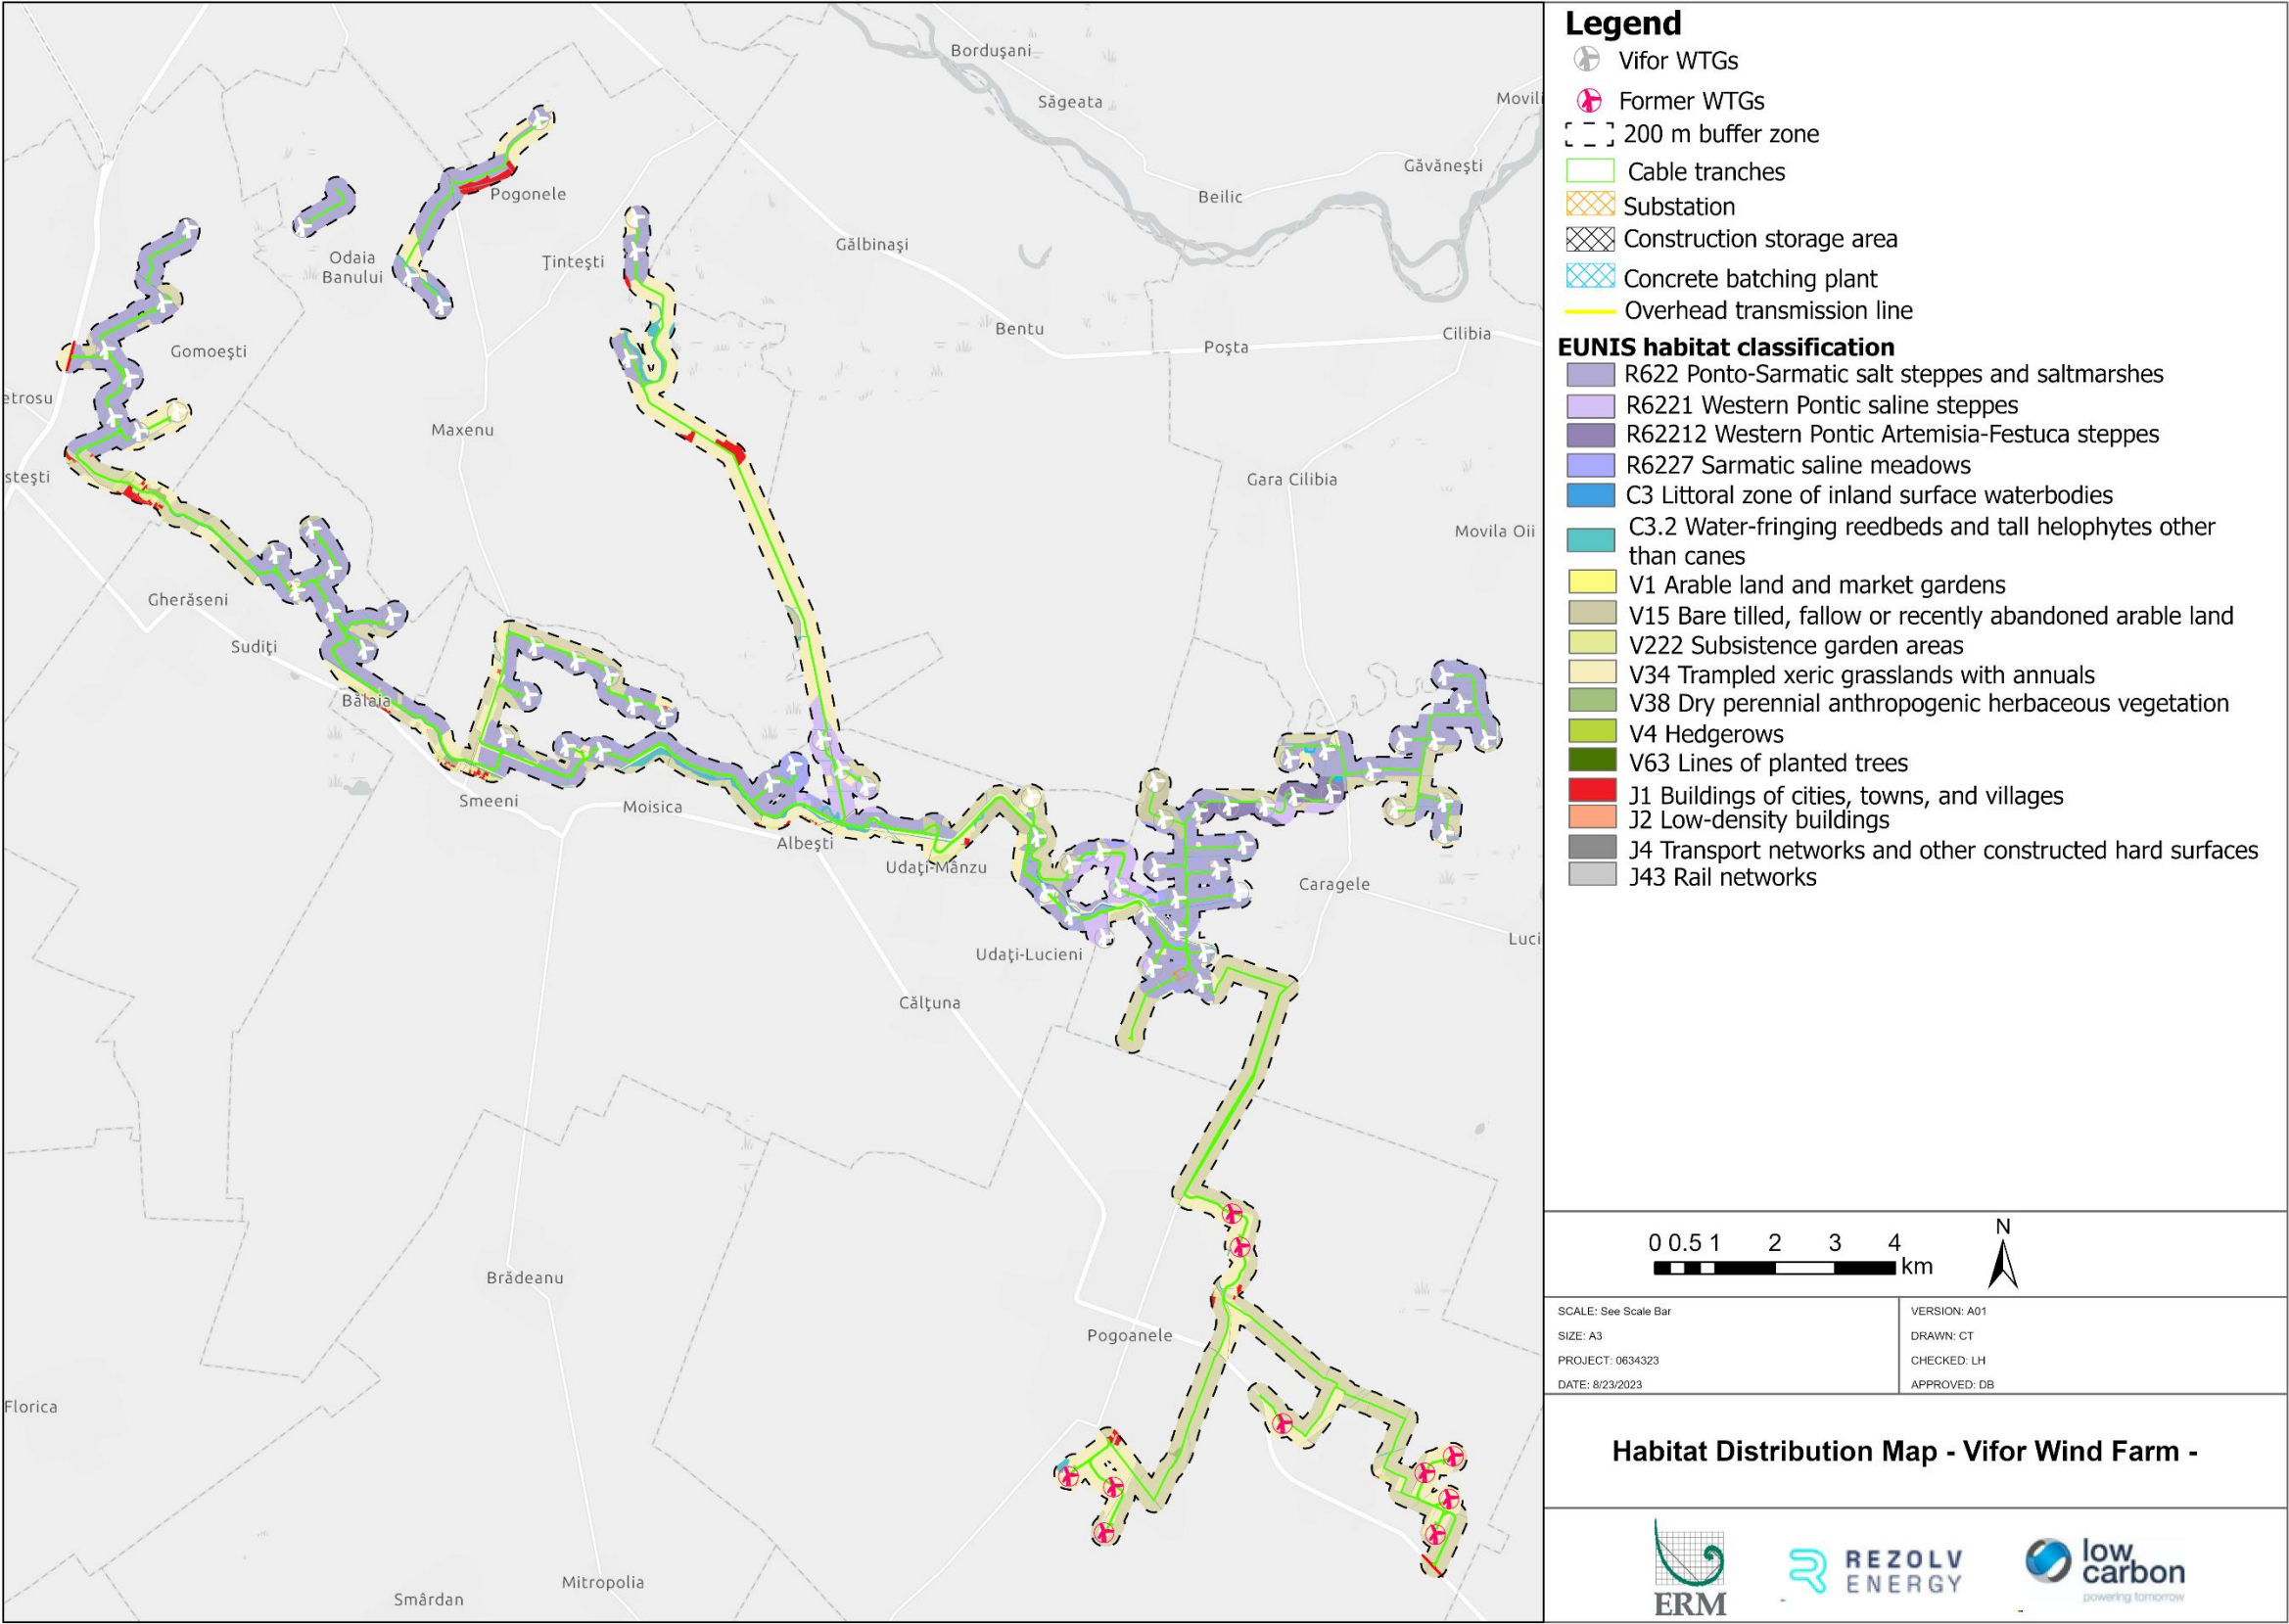 Borduşani
Săgeata
Movili
Găvăneşti
Pogonele
Beilic
Gălbinaşi
Odaia
Banului
Ţinteşti
Bentu
Cilibia
Poşta
Gomoeşti
etrosu
Maxenu
steşti
Gara Cilibia
Movila Oii
Gherăseni
Sudiţi
Bălaia
Smeeni
Moisica
Albeşti
Udaţi-Mânzu
Caragele
Luci
Udaţi-Lucieni
Călţuna
Brădeanu
Pogoanele
Florica
Mitropolia
Smârdan
Legend
Vifor WTGs
Former WTGs
200 m buffer zone
Cable tranches
Substation
Construction storage area
Concrete batching plant
Overhead transmission line
EUNIS habitat classification
R622 Ponto-Sarmatic salt steppes and saltmarshes
R6221 Western Pontic saline steppes
R62212 Western Pontic Artemisia-Festuca steppes
R6227 Sarmatic saline meadows
C3 Littoral zone of inland surface waterbodies
C3.2 Water-fringing reedbeds and tall helophytes other
than canes
V1 Arable land and market gardens
V15 Bare tilled, fallow or recently abandoned arable land
V222 Subsistence garden areas
V34 Trampled xeric grasslands with annuals
V38 Dry perennial anthropogenic herbaceous vegetation
V4 Hedgerows
V63 Lines of planted trees
J1 Buildings of cities, towns, and villages
J2 Low-density buildings
J4 Transport networks and other constructed hard surfaces
J43 Rail networks
0 0.5 1 2 3 4
km
N
SCALE: See Scale Bar
SIZE: A3
PROJECT: 0634323
DATE: 8/23/2023
VERSION: A01
DRAWN: CT
CHECKED: LH
APPROVED: DB
Habitat Distribution Map - Vifor Wind Farm -
ERM
REZOLV
ENERGY
low
carbon
powering tomorrow